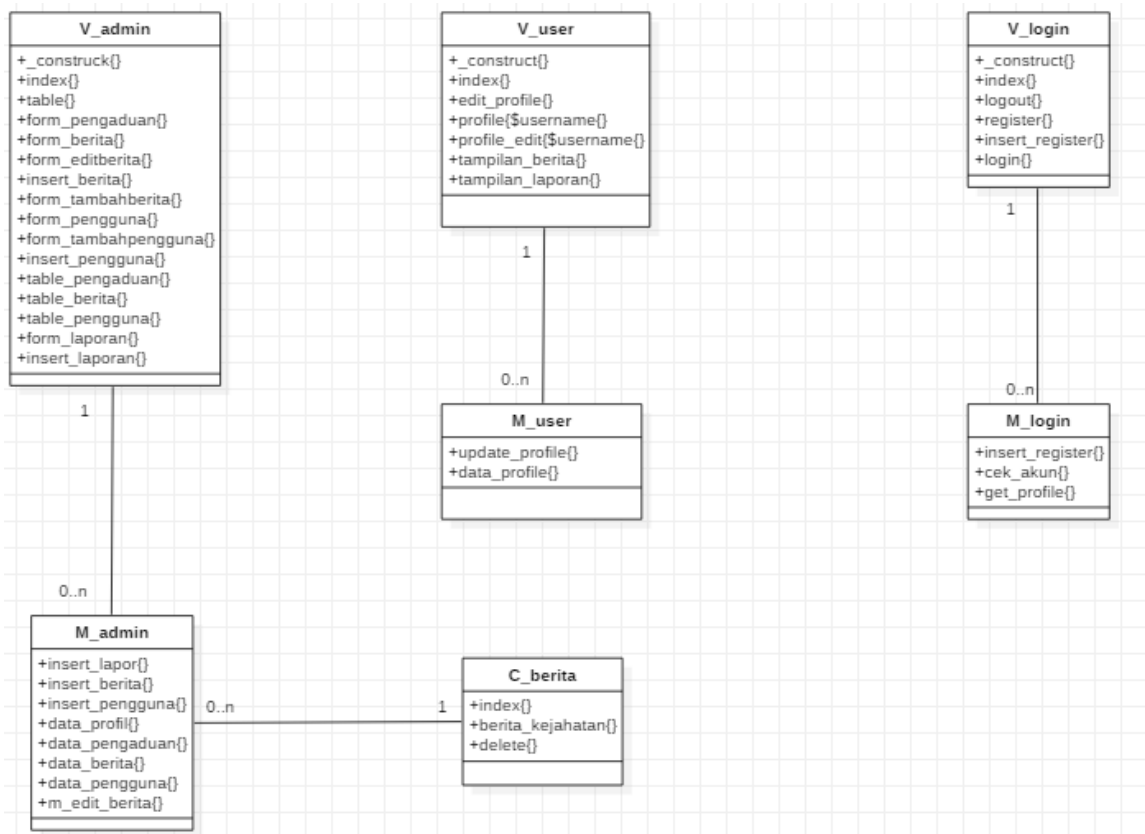 V_admin
+_construck{}
+index{}
+table{}
+form_pengaduan{}
+form_berita{}
+form_editberita{}
+insert_berita{}
+form_tambahberita{}
+form_pengguna{}
+form_tambahpengguna{}
+insert_pengguna{}
+table_pengaduan{}
+table_berita{}
+table_pengguna{}
+form_laporan{}
+insert_laporan{}
1
0..n
V_user
+_construct{}
+index{}
+edit_profile{}
+profile{$username{}
+profile_edit{$username{}
+tampilan_berita{}
+tampilan_laporan{}
1
0..n
V_login
+_construct{}
+index{}
+logout{}
+register{}
+insert_register{}
+login{}
1
0..n
M_user
+update_profile{}
+data_profile{}
M_login
+insert_register{}
+cek_akun{}
+get_profile{}
M_admin
+insert_lapor{}
+insert_berita{}
+insert_pengguna{}
+data_profil{}
+data_pengaduan{}
+data_berita{}
+data_pengguna{}
+m_edit_berita{}
0..n
1
C_berita
+index{}
+berita_kejahatan{}
+delete{}